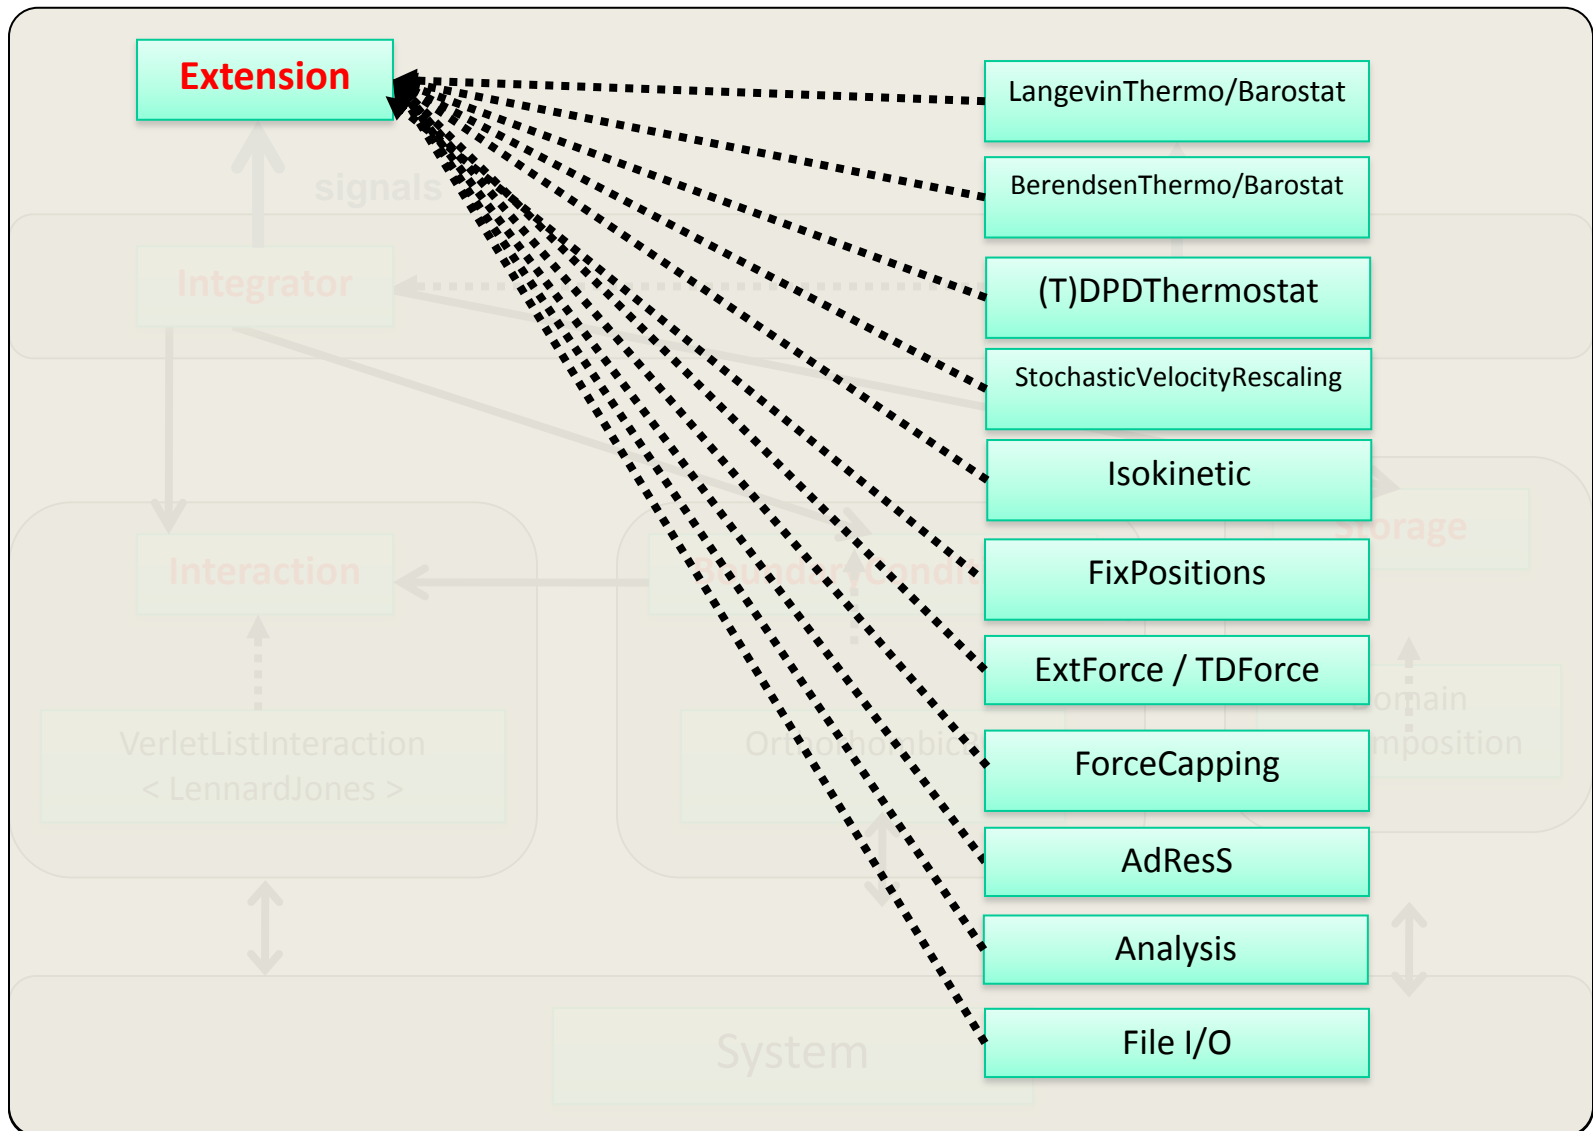 Extension
LangevinThermo/Barostat
BerendsenThermo/Barostat
signals
Integrator
(T)DPDThermostat
StochasticVelocityRescaling
Isokinetic
Storage
Interaction
FixPositions
ExtForce / TDForce
VerletListInteraction
< LennardJones >
ForceCapping
AdResS
Analysis
System
File I/O